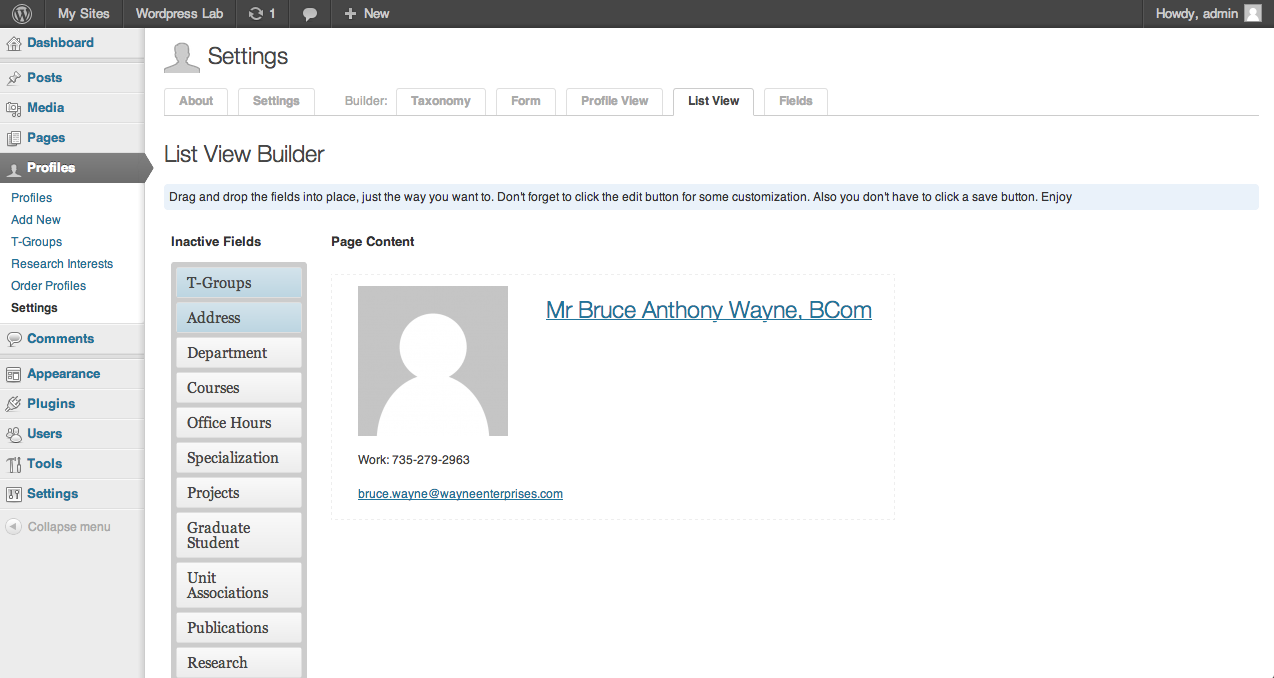 My Sites Wordpress Lab 1 + New Howdy, admin
Dashboard
Posts
Media
Pages
Profiles
Profiles
Add New
T-Groups
Research Interests
Order Profiles
Settings
Comments
Appearance
Plugins
Users
Tools
Settings
Collapse menu
Settings
About Settings Builder: Taxonomy Form Profile View List View Fields
List View Builder
Drag and drop the fields into place, just the way you want to. Don't forget to click the edit button for some customization. Also you don't have to click a save button. Enjoy
Inactive Fields
T-Groups
Address
Department
Courses
Office Hours
Specialization
Projects
Graduate
Student
Unit
Associations
Publications
Research
Page Content
Mr Bruce Anthony Wayne, BCom
Work: 735-279-2963
bruce.wayne@wayneenterprises.com